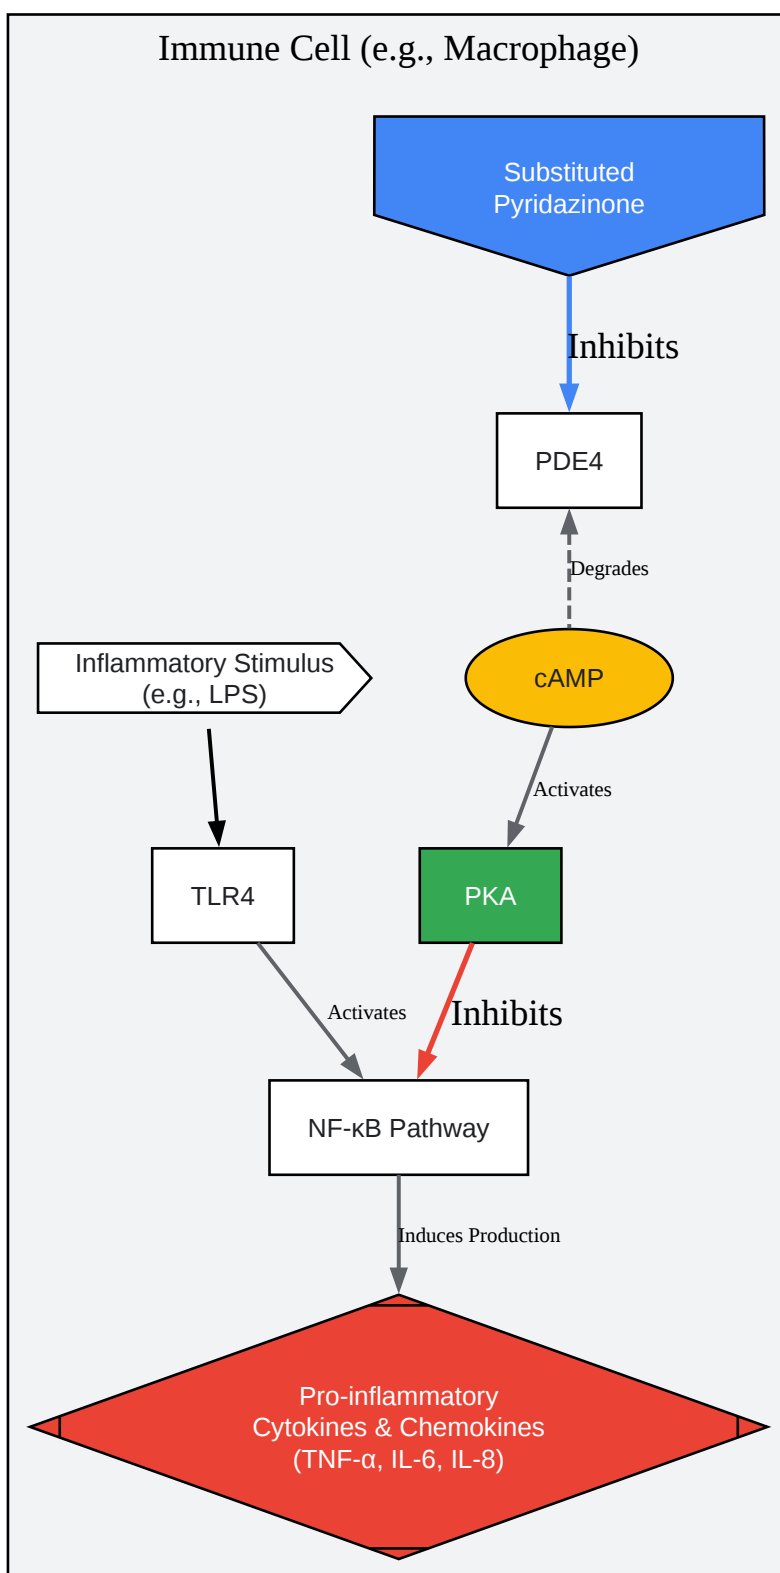 Immune Cell (e.g., Macrophage)
Substituted
Pyridazinone
Inhibits
PDE4
Degrades
Inflammatory Stimulus
(e.g., LPS)
cAMP
Activates
TLR4
PKA
Activates
Inhibits
NF-κB Pathway
Induces Production
Pro-inflammatory
Cytokines & Chemokines
(TNF-α, IL-6, IL-8)